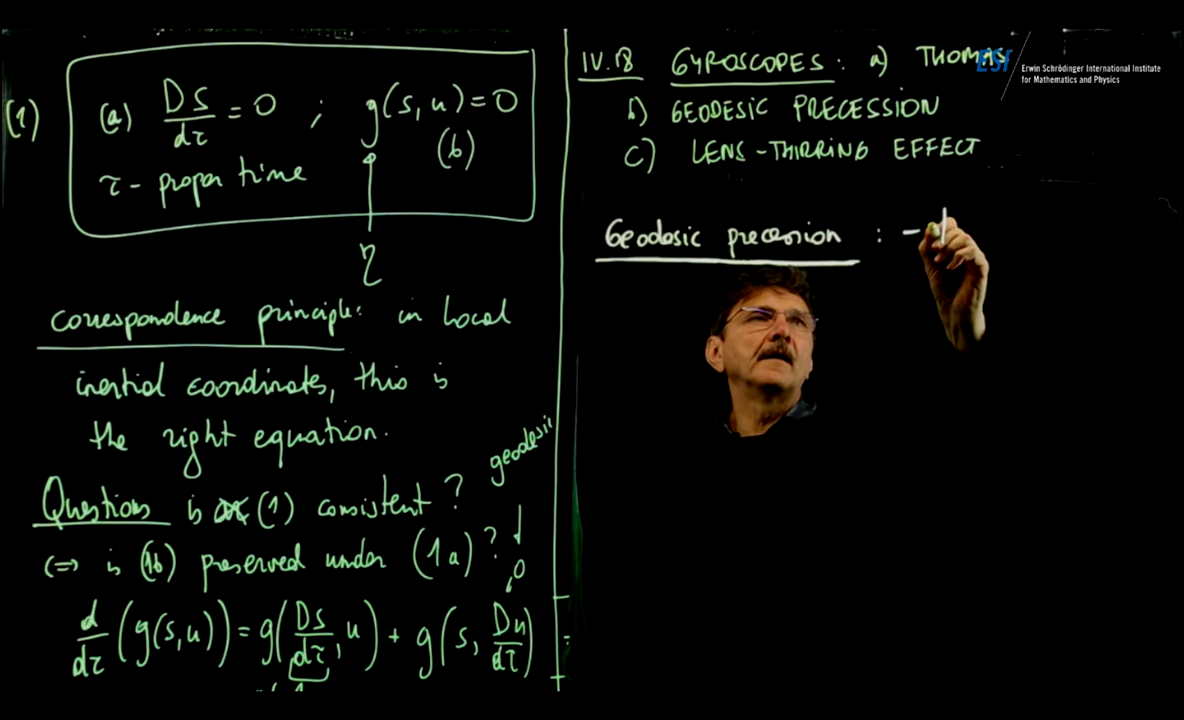 (1) (a) Ds/dτ = 0 ; g(s, u) = 0
(b)
τ - proper time
η
correspondence principle: in local
inertial coordinates, this is
the right equation.
Questions is (1) consistent?
geodesic
(⇔) is (1b) preserved under (1a)?
0
d/dτ (g(s,u)) = g(Ds/dτ, u) + g(s, Du/dτ) =
IV.18 GYROSCOPES: a) THOMAS
b) GEODESIC PRECESSION
c) LENS-THIRRING EFFECT
Geodesic precession : -
ESI
Erwin Schrödinger International Institute
for Mathematics and Physics